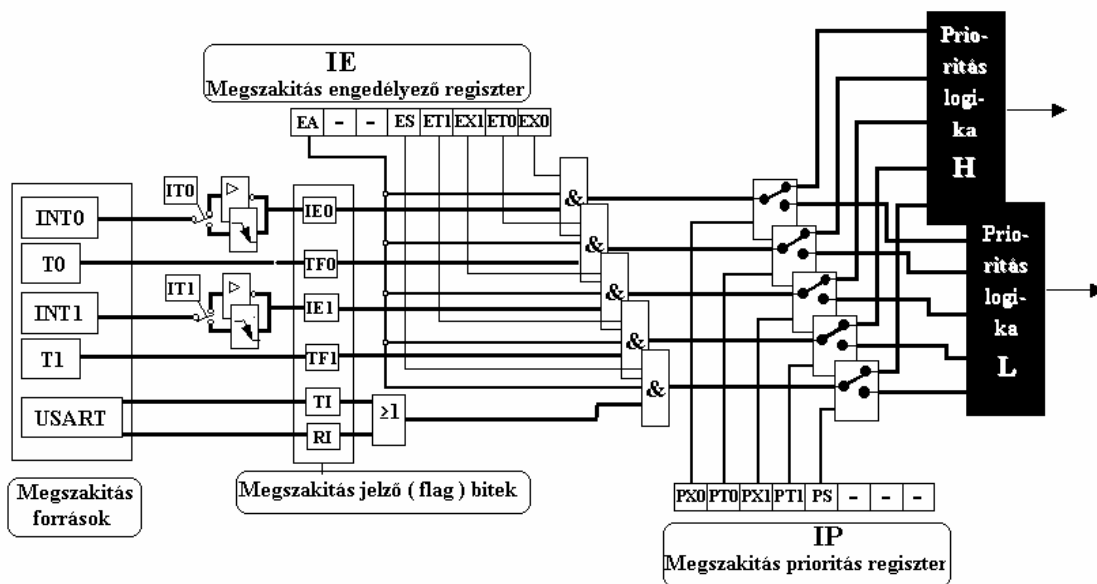 IE
Megszakitás engedélyező regiszter
EA - - ES ET1 EX1 ET0 EX0
Prio-
ritás
logi-
ka
H
Prio-
ritás
logi-
ka
L
INT0
T0
INT1
T1
USART
IT0
IT1
IE0
TF0
IE1
TF1
TI
RI
≥1
&
&
&
&
&
Megszakitás
források
Megszakitás jelző ( flag ) bitek
PX0 PT0 PX1 PT1 PS - - -
IP
Megszakitás prioritás regiszter